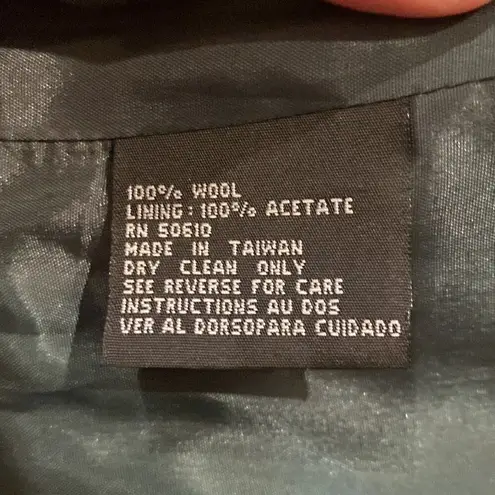 100% WOOL
LINING: 100% ACETATE
RN 50610
MADE IN TAIWAN
DRY CLEAN ONLY
SEE REVERSE FOR CARE
INSTRUCTIONS AU DOS
VER AL DORSOPARA CUIDADO